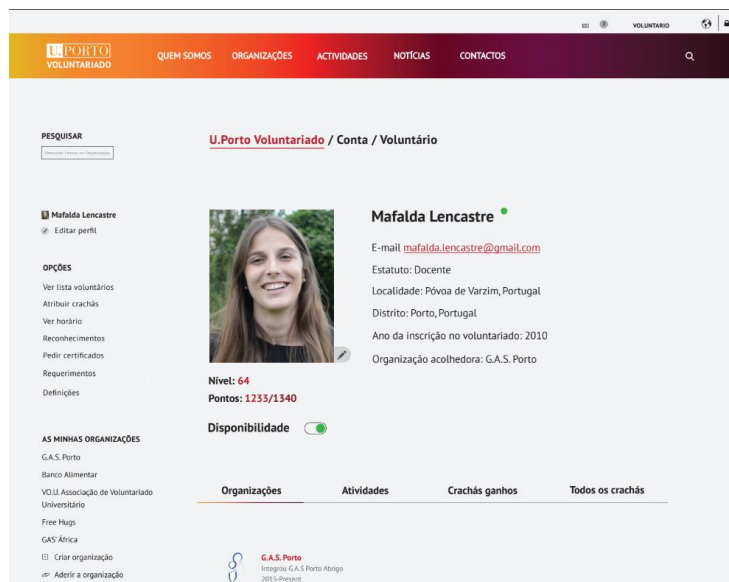 VOLUNTARIO
U.PORTO
VOLUNTARIADO
QUEM SOMOS
ORGANIZAÇÕES
ACTIVIDADES
NOTÍCIAS
CONTACTOS
PESQUISAR
U.Porto Voluntariado / Conta / Voluntário
Mafalda Lencastre
Editar perfil
OPÇÕES
Ver lista voluntários
Atribuir crachás
Ver horário
Reconhecimentos
Pedir certificados
Requerimentos
Definições
AS MINHAS ORGANIZAÇÕES
G.A.S. Porto
Banco Alimentar
VO.U. Associação de Voluntariado
Universitário
Free Hugs
GAS' África
Criar organização
Aderir a organização
Mafalda Lencastre
E-mail mafalda.lencastre@gmail.com
Estatuto: Docente
Localidade: Póvoa de Varzim, Portugal
Distrito: Porto, Portugal
Ano da inscrição no voluntariado: 2010
Organização acolhedora: G.A.S. Porto
Nível: 64
Pontos: 1233/1340
Disponibilidade
Organizações
Atividades
Crachás ganhos
Todos os crachás
G.A.S. Porto
Integrou G.A.S Porto Abrigo
2015-Present